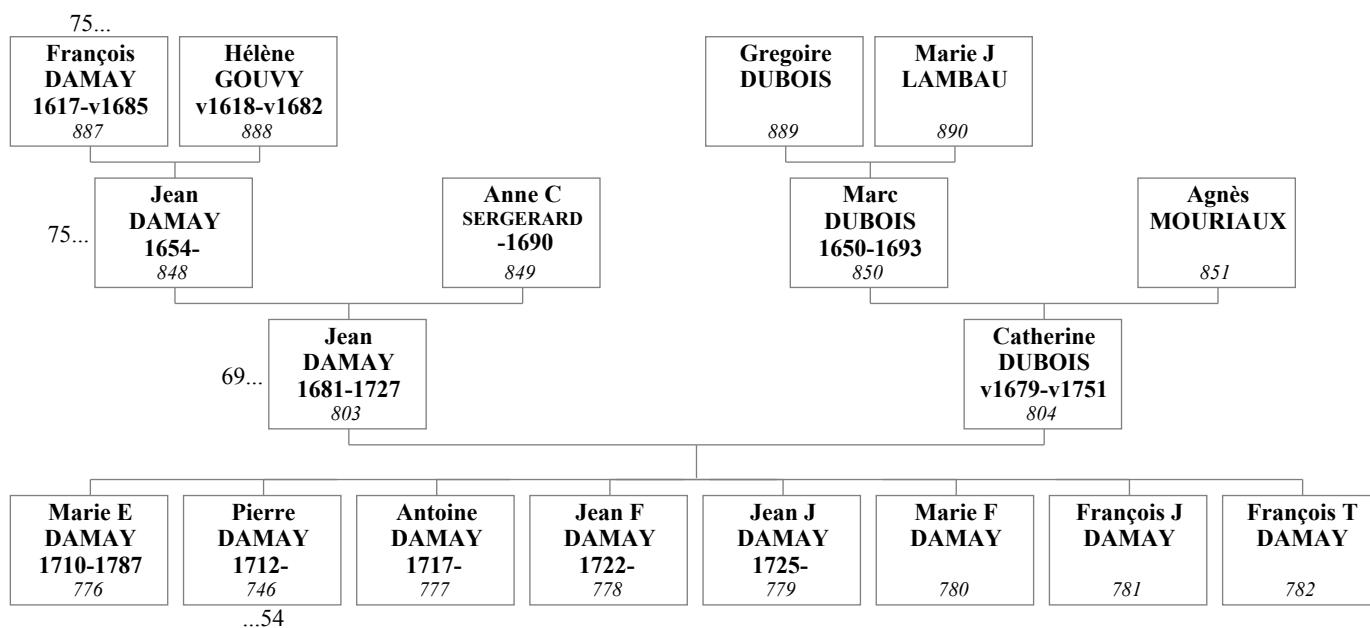 75...
François
DAMAY
1617-v1685
887
Hélène
GOUVY
v1618-v1682
888
Gregoire
DUBOIS
889
Marie J
LAMBAU
890
75...
Jean
DAMAY
1654-
848
Anne C
SERGERARD
-1690
849
Marc
DUBOIS
1650-1693
850
Agnès
MOURIAUX
851
69...
Jean
DAMAY
1681-1727
803
Catherine
DUBOIS
v1679-v1751
804
Marie E
DAMAY
1710-1787
776
Pierre
DAMAY
1712-
746
...54
Antoine
DAMAY
1717-
777
Jean F
DAMAY
1722-
778
Jean J
DAMAY
1725-
779
Marie F
DAMAY
780
François J
DAMAY
781
François T
DAMAY
782